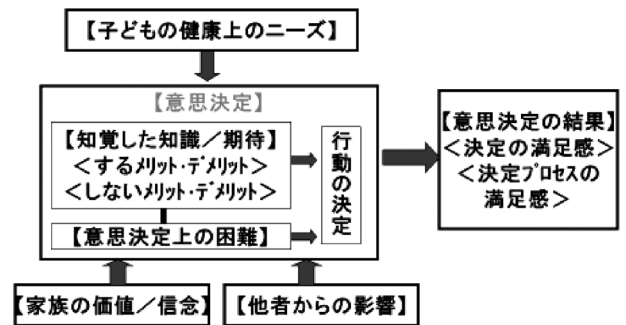 【子どもの健康上のニーズ】
【意思決定】
【知覚した知識／期待】
＜するメリット・デメリット＞
＜しないメリット・デメリット＞
【意思決定上の困難】
行動の決定
【意思決定の結果】
＜決定の満足感＞
＜決定プロセスの
満足感＞
【家族の価値／信念】
【他者からの影響】